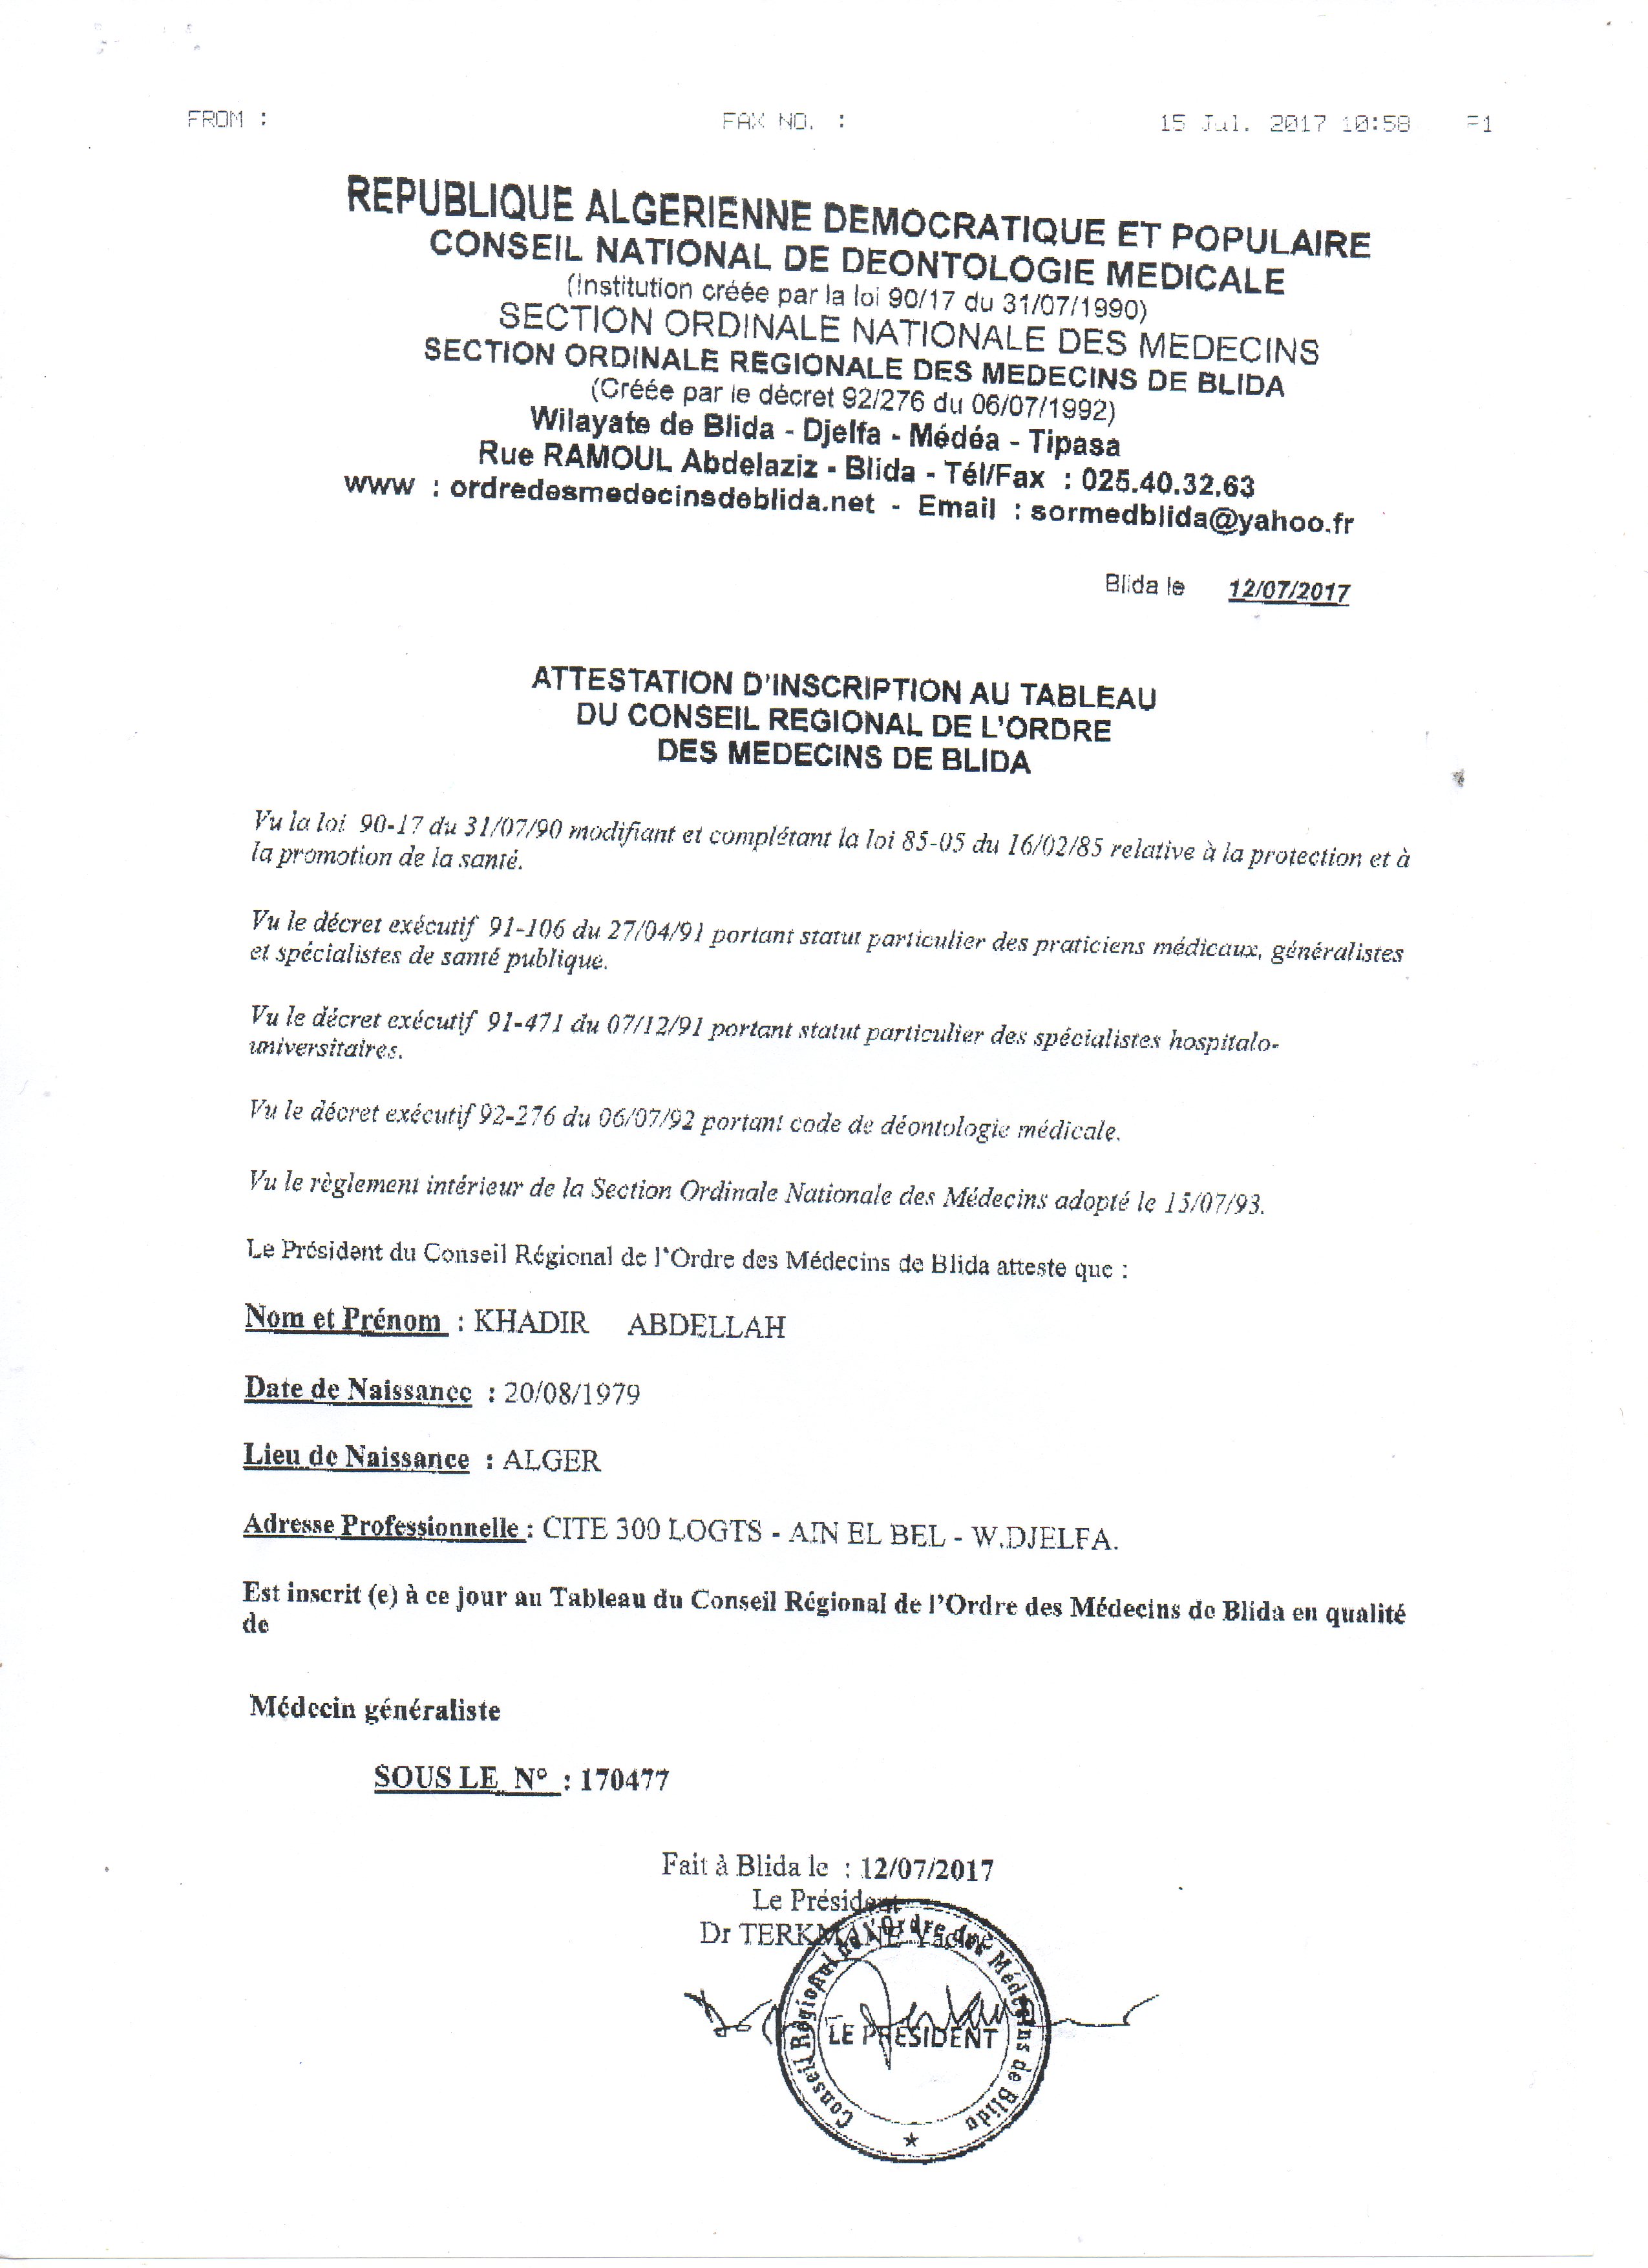 FROM :
FAX NO. :
15 Jul. 2017 10:58
REPUBLIQUE ALGERIENNE DEMOCRATIQUE ET POPULAIRE
CONSEIL NATIONAL DE DEONTOLOGIE MEDICALE
(Institution créée par la loi 90/17 du 31/07/1990)
SECTION ORDINALE NATIONALE DES MEDECINS
SECTION ORDINALE REGIONALE DES MEDECINS DE BLIDA
(Créée par le décret 92/276 du 06/07/1992)
Wilayate de Blida - Djelfa - Médéa - Tipasa
Rue RAMOUL Abdelaziz - Blida - Tél/Fax : 025.40.32.63
www : ordredesmedecinsdeblida.net - Email : sormedblida@yahoo.fr
Blida le 12/07/2017
ATTESTATION D'INSCRIPTION AU TABLEAU
DU CONSEIL REGIONAL DE L'ORDRE
DES MEDECINS DE BLIDA
Vu la loi 90-17 du 31/07/90 modifiant et complétant la loi 85-05 du 16/02/85 relative à la protection et à
la promotion de la santé.
Vu le décret exécutif 91-106 du 27/04/91 portant statut particulier des praticiens médicaux, généralistes
et spécialistes de santé publique.
Vu le décret exécutif 91-471 du 07/12/91 portant statut particulier des spécialistes hospitalo-
universitaires.
Vu le décret exécutif 92-276 du 06/07/92 portant code de déontologie médicale.
Vu le règlement intérieur de la Section Ordinale Nationale des Médecins adopté le 15/07/93.
Le Président du Conseil Régional de l'Ordre des Médecins de Blida atteste que :
Nom et Prénom : KHADIR ABDELLAH
Date de Naissance : 20/08/1979
Lieu de Naissance : ALGER
Adresse Professionnelle : CITE 300 LOGTS - AIN EL BEL - W.DJELFA.
Est inscrit (e) à ce jour au Tableau du Conseil Régional de l'Ordre des Médecins de Blida en qualité
de
Médecin généraliste
SOUS LE N° : 170477
Fait à Blida le : 12/07/2017
Le Président
Dr TERKMANE Yacine
Conseil Régional de l'Ordre des Médecins de Blida
LE PRESIDENT